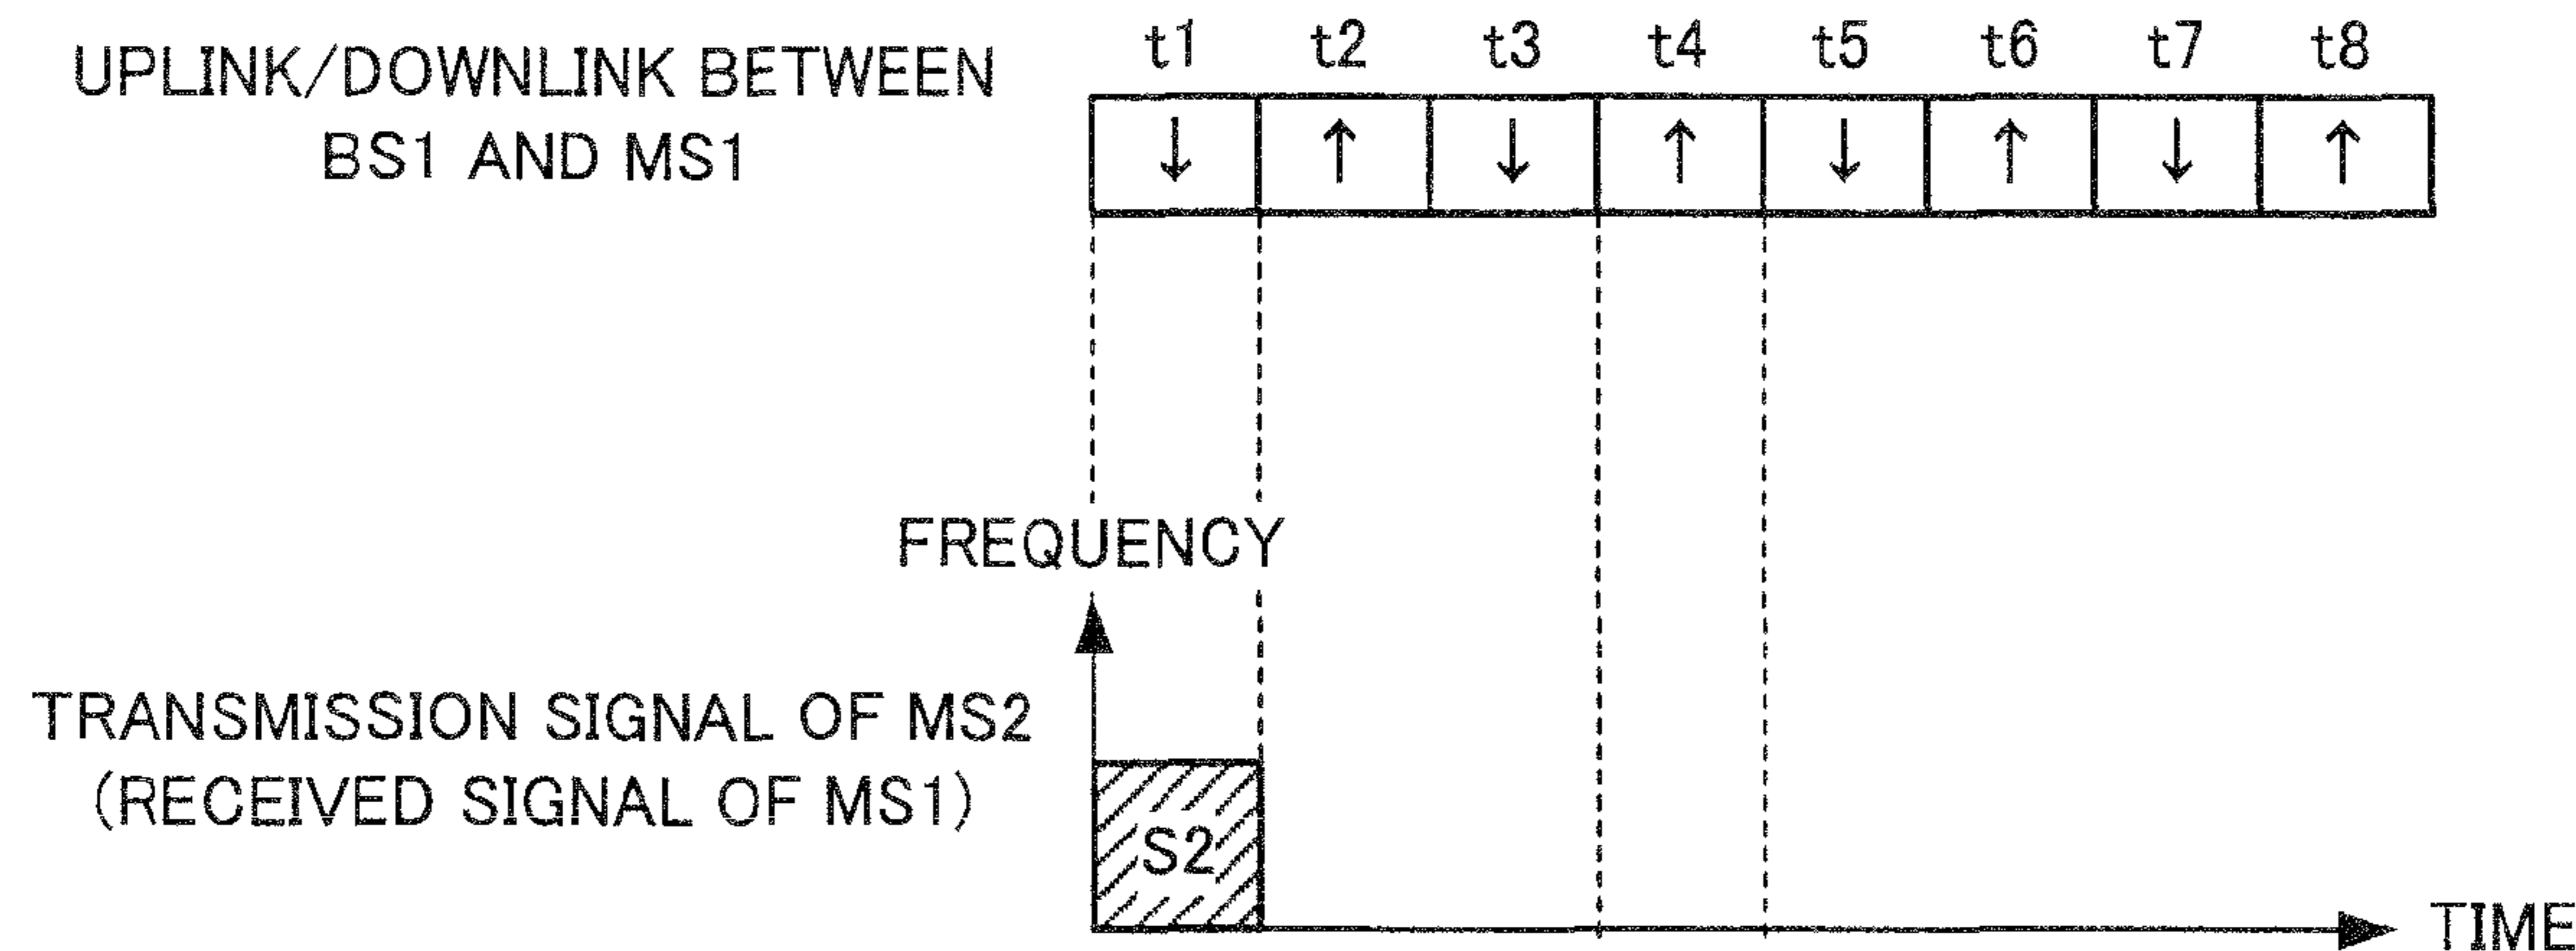 t1 t2 t3 t4 t5 t6 t7 t8
UPLINK/DOWNLINK BETWEEN
BS1 AND MS1
↓ ↑ ↓ ↑ ↓ ↑ ↓ ↑
FREQUENCY
TRANSMISSION SIGNAL OF MS2
(RECEIVED SIGNAL OF MS1)
S2
TIME